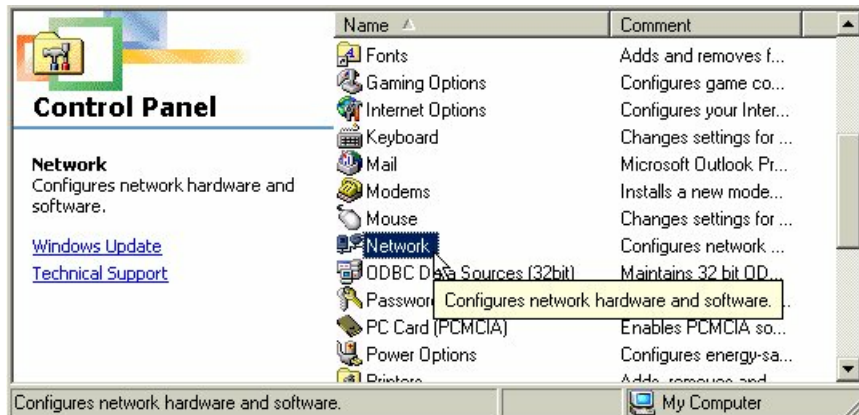 Name Comment
Control Panel
Network
Configures network hardware and
software.
Windows Update
Technical Support
Fonts Adds and removes f...
Gaming Options Configures game co...
Internet Options Configures your Inter...
Keyboard Changes settings for ...
Mail Microsoft Outlook Pr...
Modems Installs a new mode...
Mouse Changes settings for ...
Network Configures network ...
ODBC Data Sources (32bit) Maintains 32 bit OD...
Configures network hardware and software.
PC Card (PCMCIA) Enables PCMCIA so...
Power Options Configures energy-sa...
Printers Adds, removes and
Configures network hardware and software. My Computer